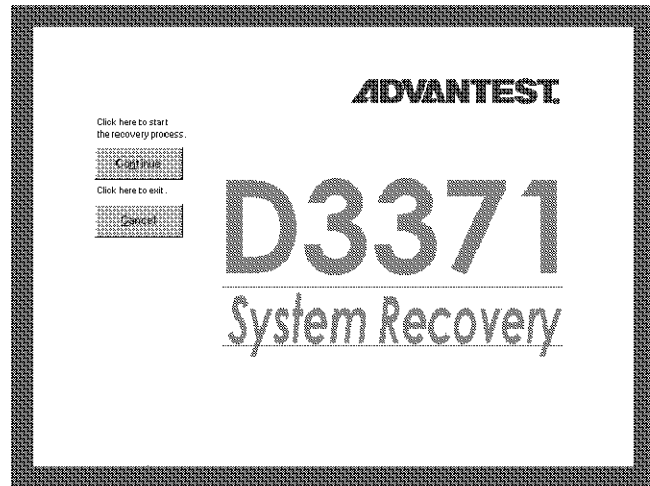 ADVANTEST.
Click here to start
the recovery process.
Continue
Click here to exit.
Cancel
D3371
System Recovery